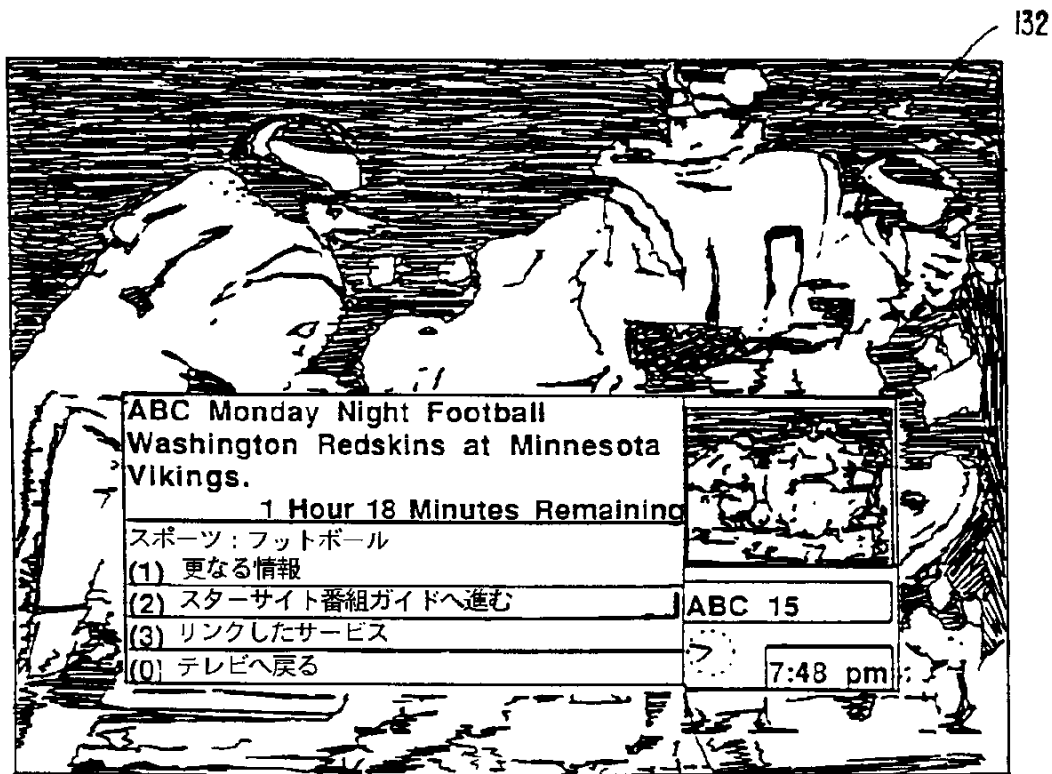 132
ABC Monday Night Football
Washington Redskins at Minnesota
Vikings.
1 Hour 18 Minutes Remaining
スポーツ：フットボール
(1) 更なる情報
(2) スターサイト番組ガイドへ進む
(3) リンクしたサービス
(0) テレビへ戻る
ABC 15
7:48 pm